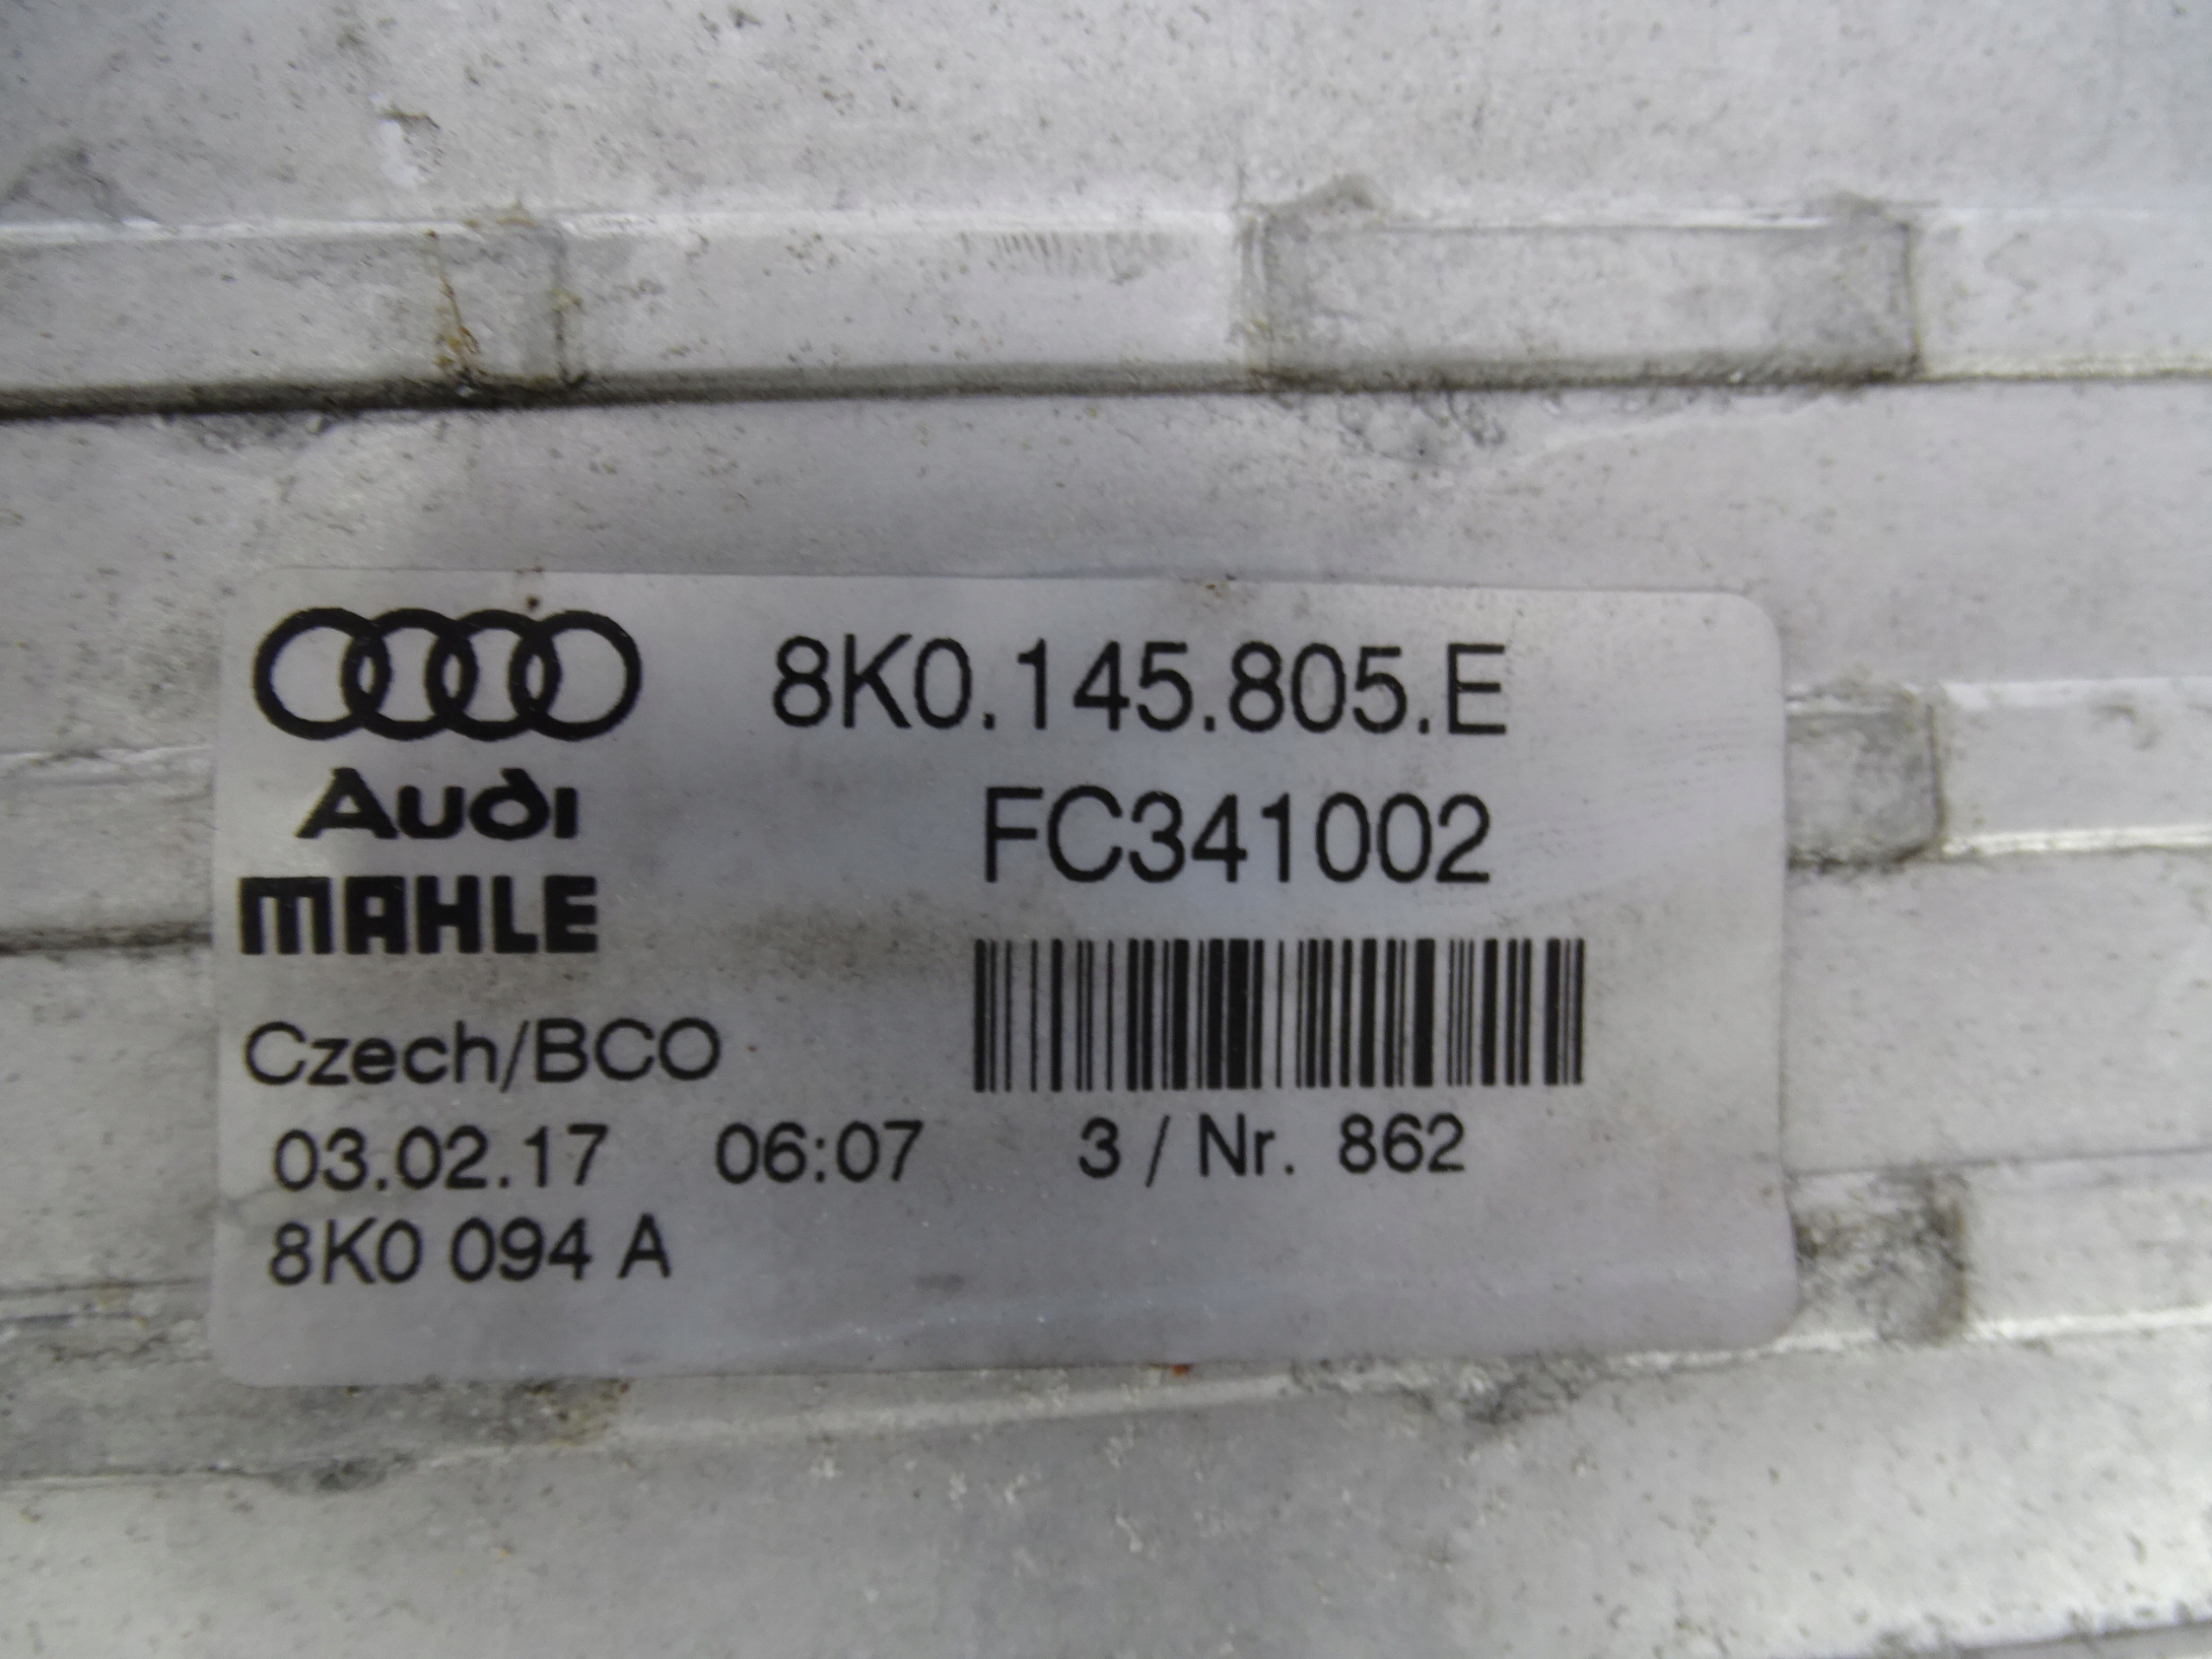 8K0.145.805.E
Audi
FC341002
MAHLE
Czech/BCO
03.02.17 06:07 3 / Nr. 862
8K0 094 A